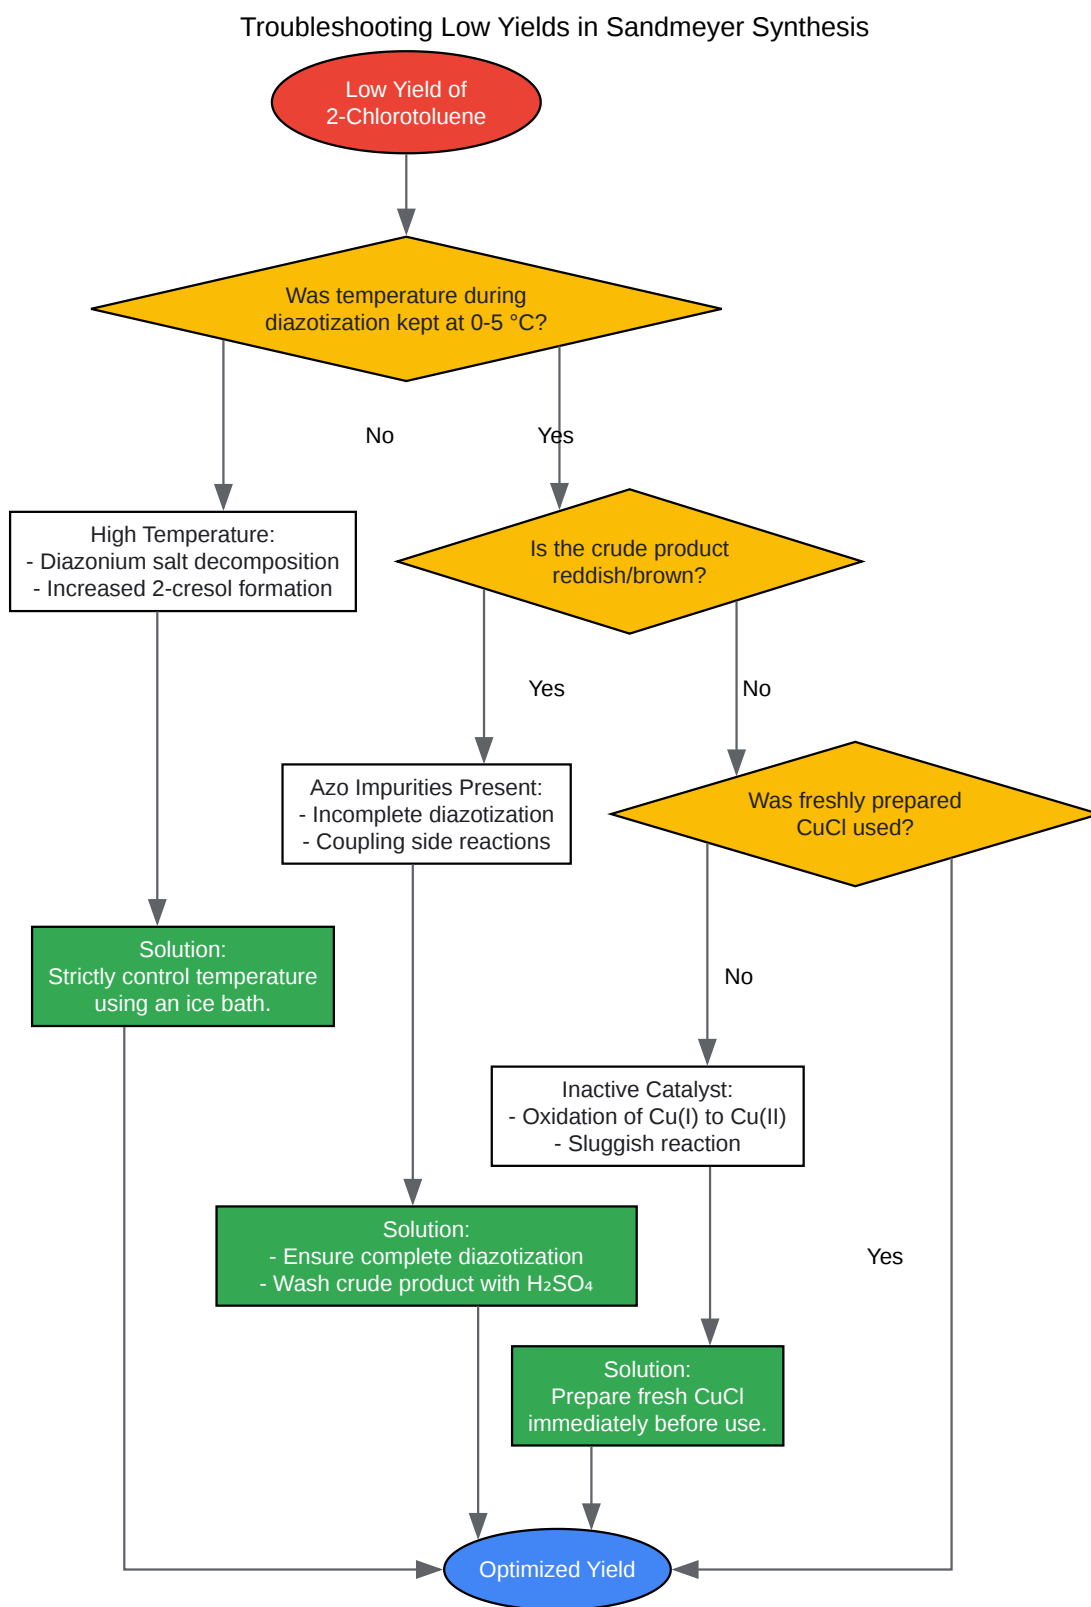 Troubleshooting Low Yields in Sandmeyer Synthesis
Low Yield of
2-Chlorotoluene
Was temperature during
diazotization kept at 0-5 °C?
No
Yes
High Temperature:
- Diazonium salt decomposition
- Increased 2-cresol formation
Is the crude product
reddish/brown?
Yes
No
Azo Impurities Present:
- Incomplete diazotization
- Coupling side reactions
Was freshly prepared
CuCl used?
Solution:
Strictly control temperature
using an ice bath.
No
Inactive Catalyst:
- Oxidation of Cu(I) to Cu(II)
- Sluggish reaction
Solution:
- Ensure complete diazotization
- Wash crude product with H₂SO₄
Yes
Solution:
Prepare fresh CuCl
immediately before use.
Optimized Yield